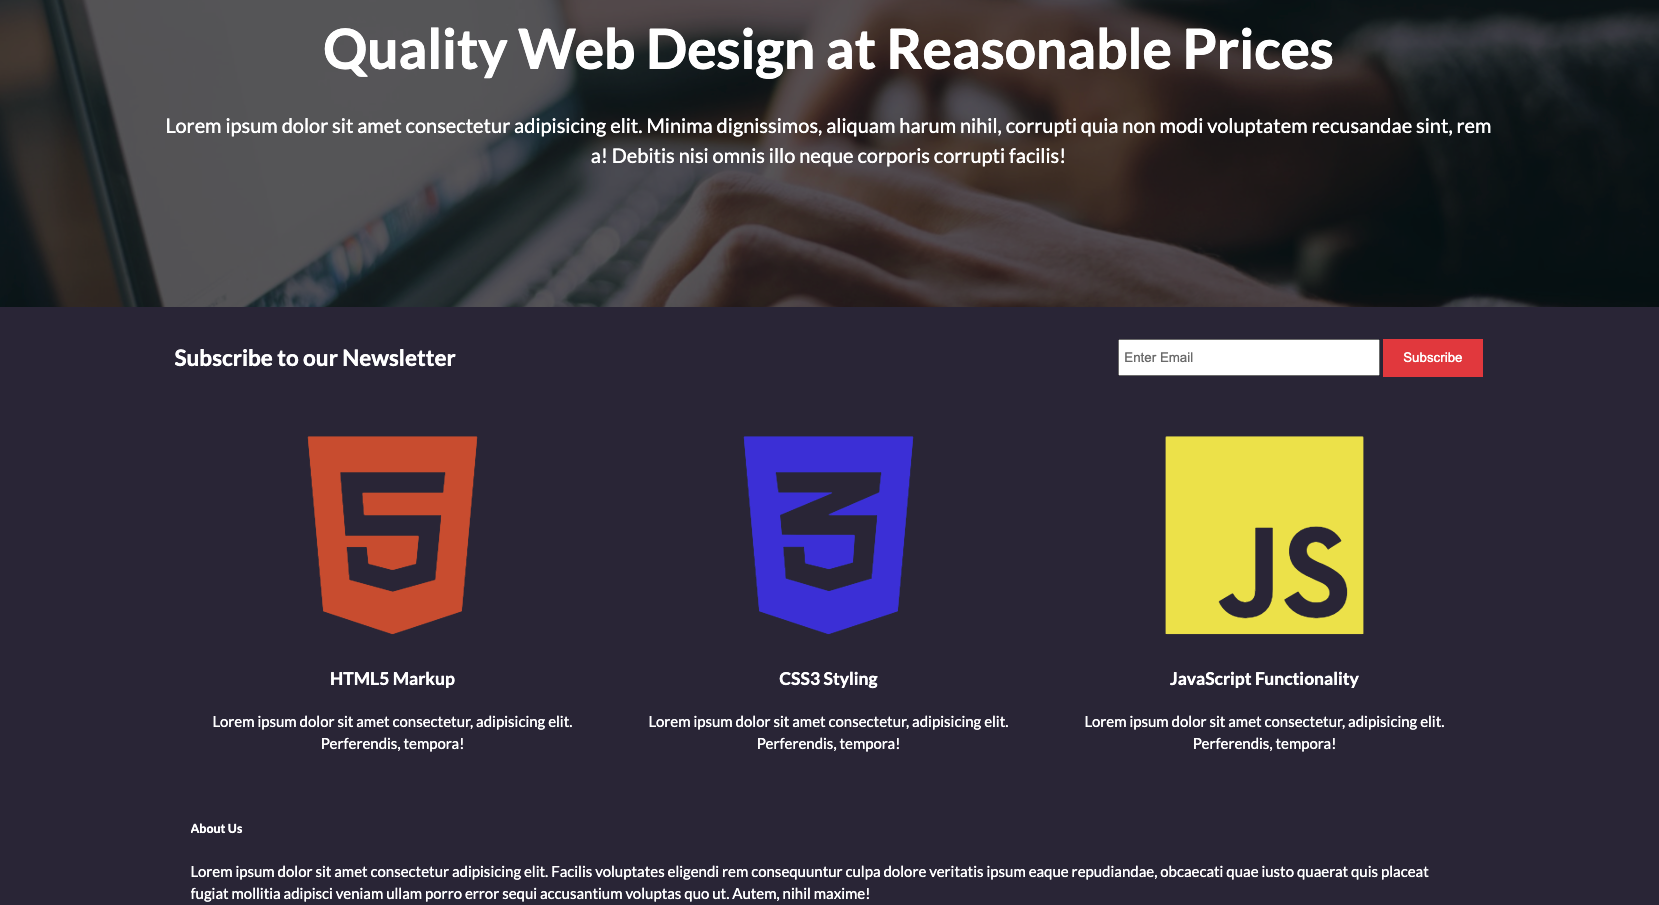 Quality Web Design at Reasonable Prices
Lorem ipsum dolor sit amet consectetur adipisicing elit. Minima dignissimos, aliquam harum nihil, corrupti quia non modi voluptatem recusandae sint, rem
a! Debitis nisi omnis illo neque corporis corrupti facilis!
Subscribe to our Newsletter
Enter Email
Subscribe
5
3
JS
HTML5 Markup
CSS3 Styling
JavaScript Functionality
Lorem ipsum dolor sit amet consectetur, adipisicing elit.
Perferendis, tempora!
Lorem ipsum dolor sit amet consectetur, adipisicing elit.
Perferendis, tempora!
Lorem ipsum dolor sit amet consectetur, adipisicing elit.
Perferendis, tempora!
About Us
Lorem ipsum dolor sit amet consectetur adipisicing elit. Facilis voluptates eligendi rem consequuntur culpa dolore veritatis ipsum eaque repudiandae, obcaecati quae iusto quaerat quis placeat
fugiat mollitia adipisci veniam ullam porro error sequi accusantium voluptas quo ut. Autem, nihil maxime!